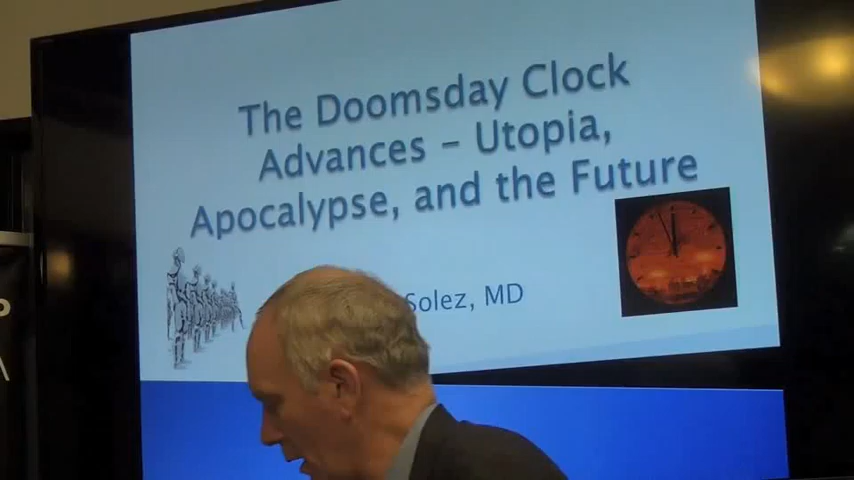 The Doomsday Clock
Advances – Utopia,
Apocalypse, and the Future
Solez, MD
P